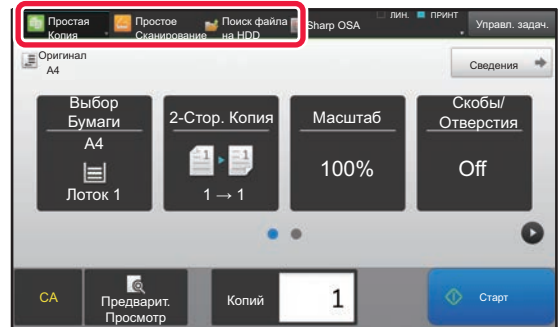 Простая Копия
Простое Сканирование
Поиск файла на HDD
Sharp OSA
ЛИН.
ПРИНТ
Управл. задач.
Оригинал
A4
Сведения
Выбор Бумаги
A4
Лоток 1
2-Стор. Копия
1 → 1
Масштаб
100%
Скобы/ Отверстия
Off
CA
Предварит. Просмотр
Копий
1
Старт